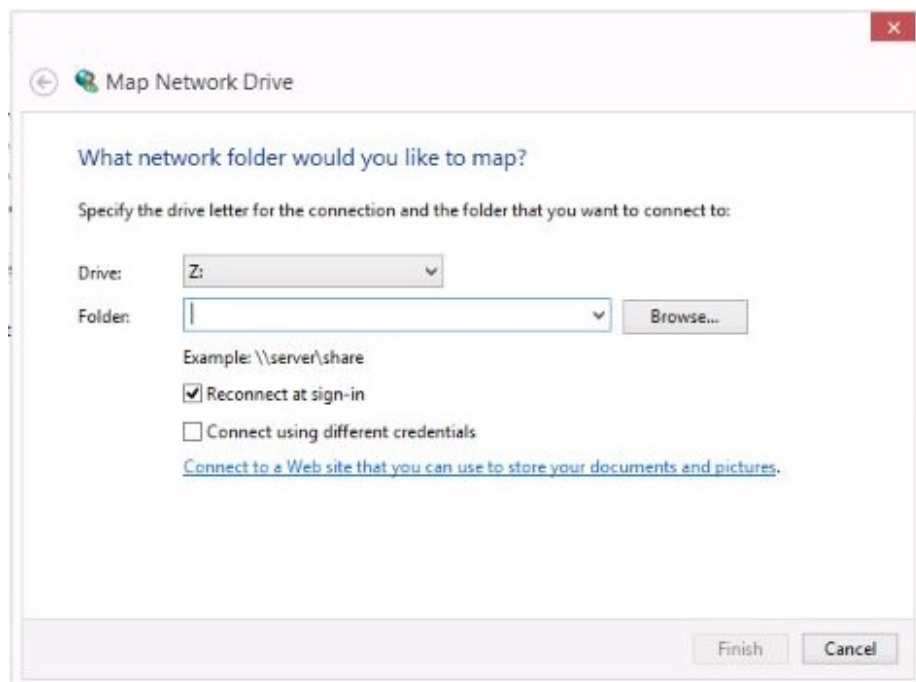 Map Network Drive
What network folder would you like to map?
Specify the drive letter for the connection and the folder that you want to connect to:
Drive: Z:
Folder: Browse...
Example: \\server\share
Reconnect at sign-in
Connect using different credentials
Connect to a Web site that you can use to store your documents and pictures.
Finish Cancel